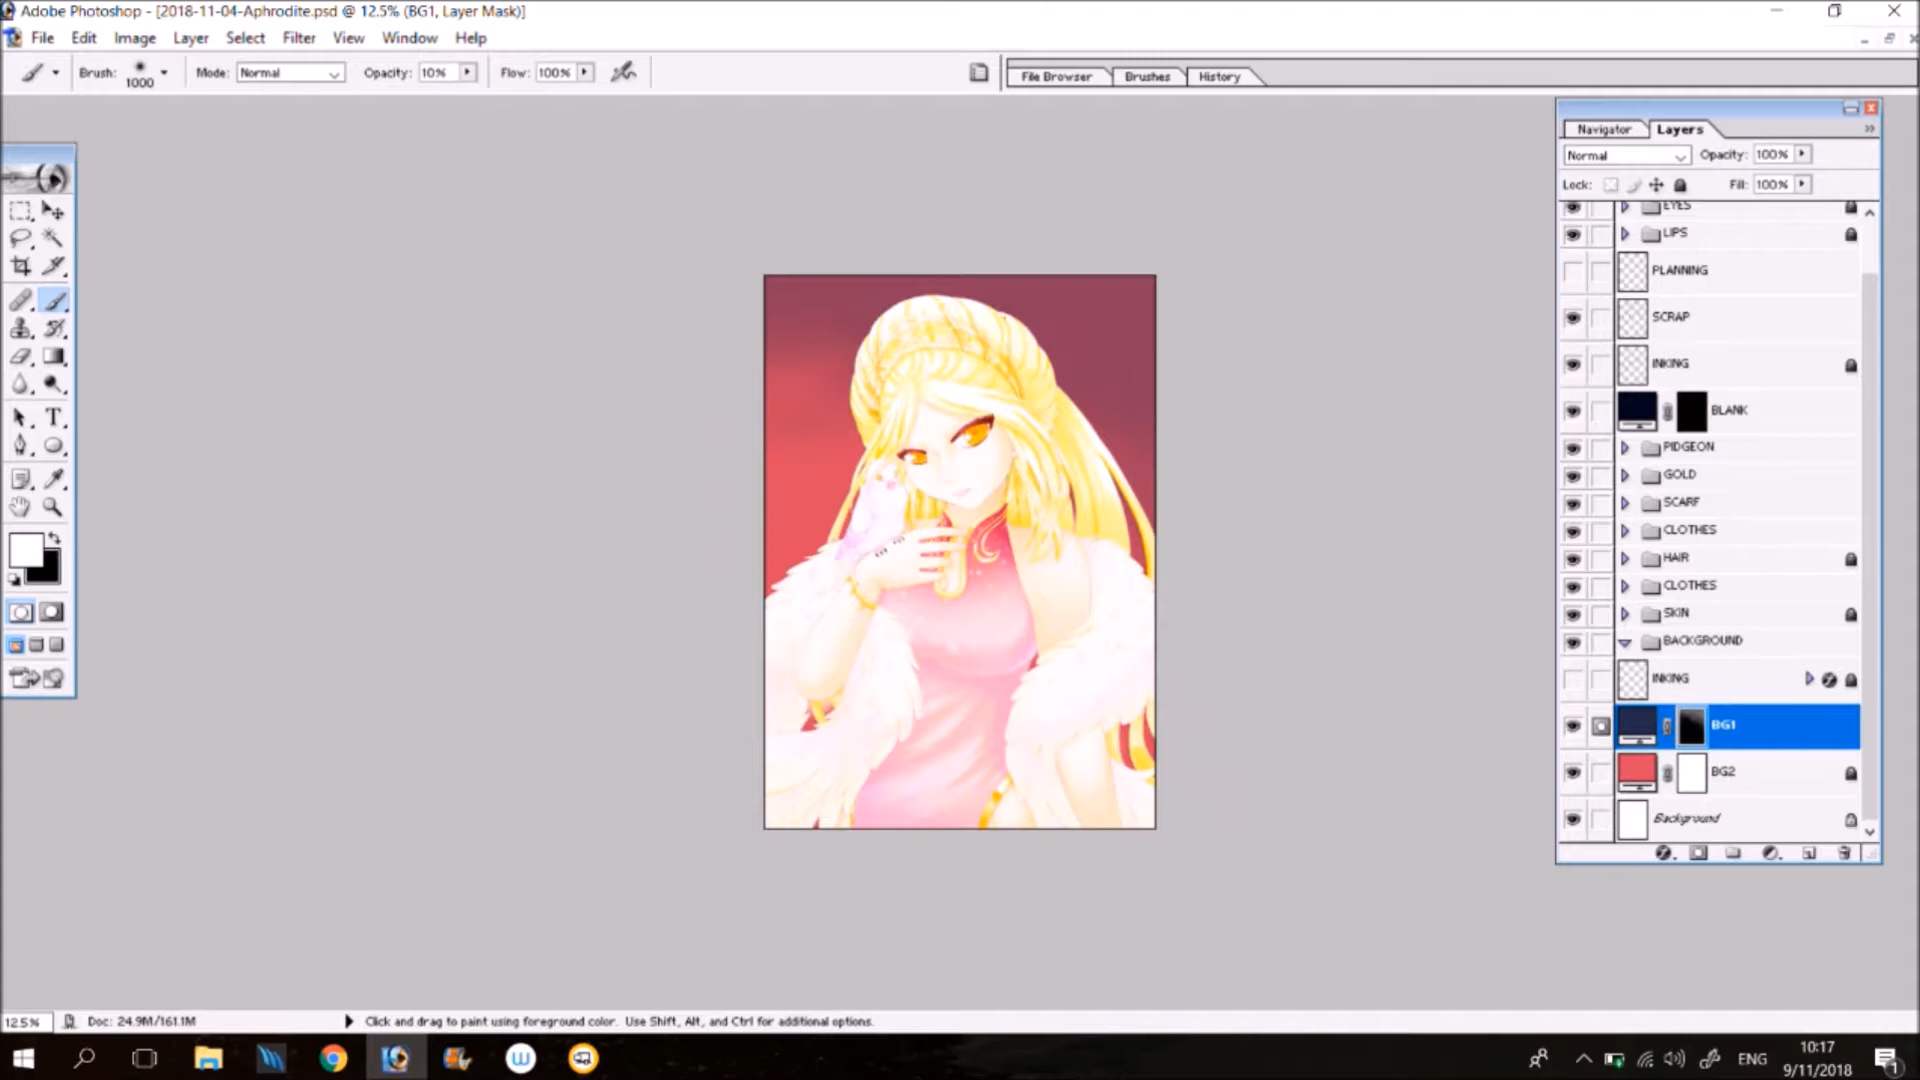 Adobe Photoshop - [2018-11-04-Aphrodite.psd @ 12.5% (BG1, Layer Mask)]
File Edit Image Layer Select Filter View Window Help
Brush: 1000 Mode: Normal Opacity: 10% Flow: 100% File Browser Brushes History
Navigator Layers
Normal Opacity: 100%
Lock: Fill: 100%
EYES
LIPS
PLANNING
SCRAP
INKING
BLANK
PIDGEON
GOLD
SCARF
CLOTHES
HAIR
CLOTHES
SKIN
BACKGROUND
INKING
BG1
BG2
Background
12.5% Doc: 24.9M/161.1M Click and drag to paint using foreground color. Use Shift, Alt, and Ctrl for additional options.
ENG
10:17
9/11/2018
1